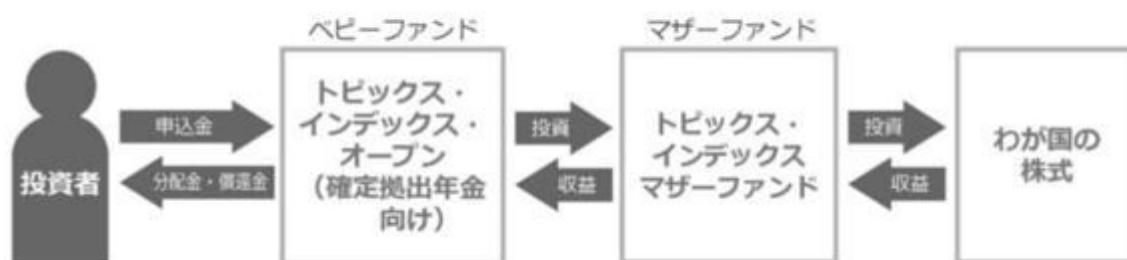 ベビーファンド
マザーファンド
投資者
申込金
分配金・償還金
トピックス・
インデックス・
オープン
（確定拠出年金
向け）
投資
収益
トピックス・
インデックス
マザーファンド
投資
収益
わが国の
株式